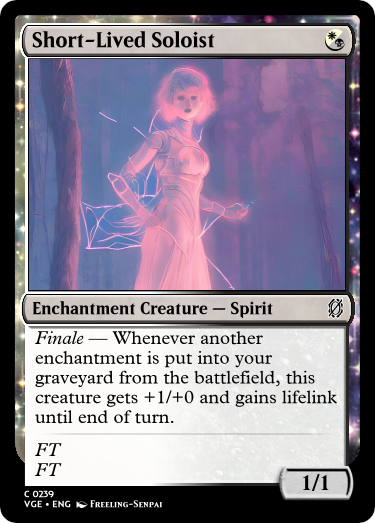 Short-Lived Soloist
Enchantment Creature — Spirit
Finale — Whenever another
enchantment is put into your
graveyard from the battlefield, this
creature gets +1/+0 and gains lifelink
until end of turn.
FT
FT
1/1
C 0239
VGE • ENG Freeling-Senpai